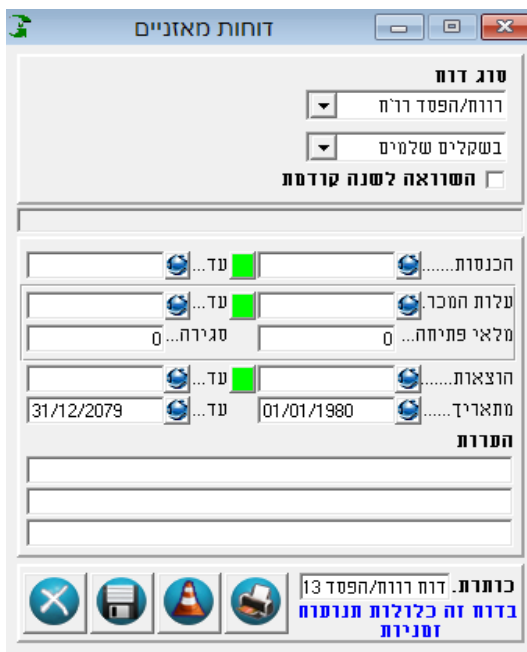 דוחות מאזניים
סוג דוח
רווח/הפסד רו"ח
בשקלים שלמים
השוואה לשנה קודמת
הכנסות....... עד...
עלות המכר. עד...
מלאי פתיחה... 0 סגירה... 0
הוצאות....... עד...
מתאריך...... 01/01/1980 עד... 31/12/2079
הערות
כותרת. דוח רווח/הפסד 13
בדוח זה כלולות תנועות
זמניות